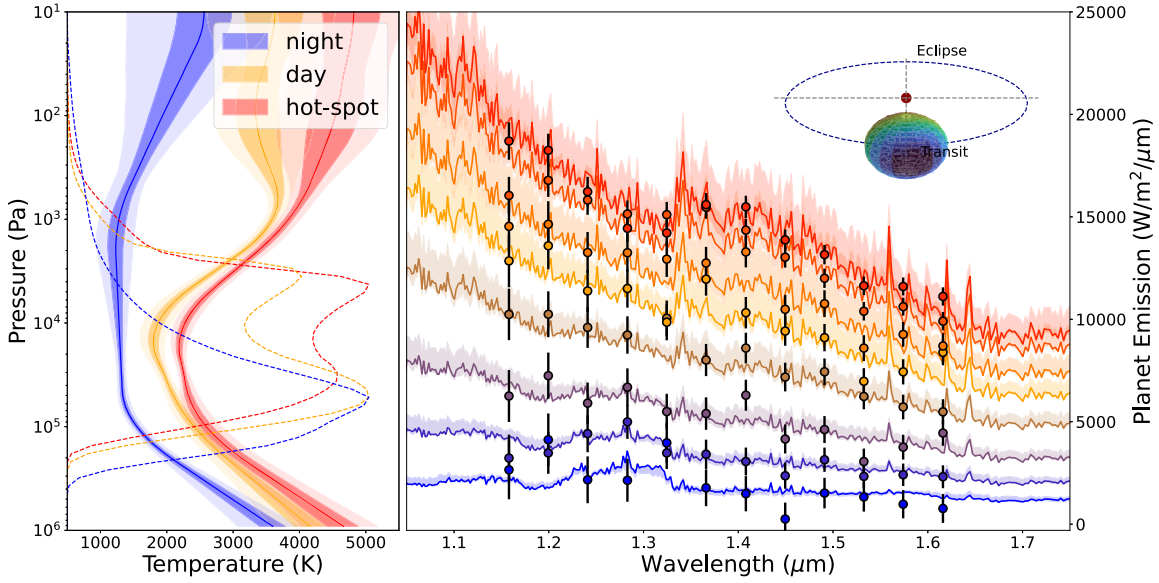 10¹
10²
10³
10⁴
10⁵
10⁶
Pressure (Pa)
night
day
hot-spot
1000
2000
3000
4000
5000
Temperature (K)
Eclipse
Transit
25000
20000
15000
10000
5000
0
Planet Emission (W/m²/μm)
1.1
1.2
1.3
1.4
1.5
1.6
1.7
Wavelength (μm)